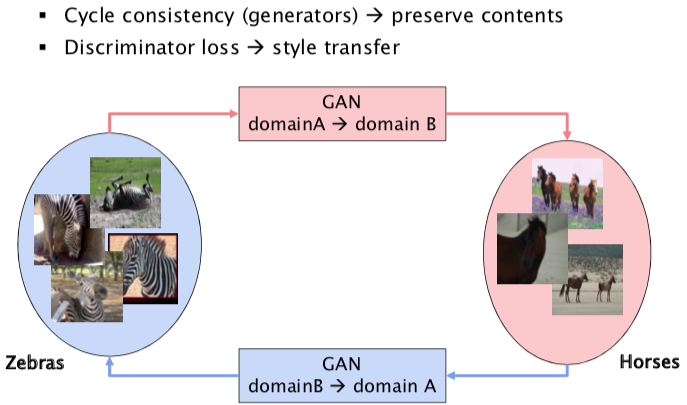 ▪ Cycle consistency (generators) → preserve contents
▪ Discriminator loss → style transfer
GAN
domainA → domain B
Zebras
Horses
GAN
domainB → domain A